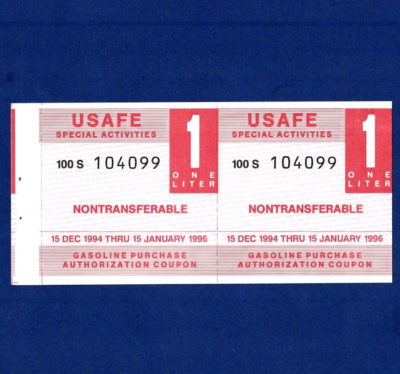 USAFE
SPECIAL ACTIVITIES
1
ONE
LITER
100 S 104099
NONTRANSFERABLE
15 DEC 1994 THRU 15 JANUARY 1996
GASOLINE PURCHASE
AUTHORIZATION COUPON
USAFE
SPECIAL ACTIVITIES
1
ONE
LITER
100 S 104099
NONTRANSFERABLE
15 DEC 1994 THRU 15 JANUARY 1996
GASOLINE PURCHASE
AUTHORIZATION COUPON